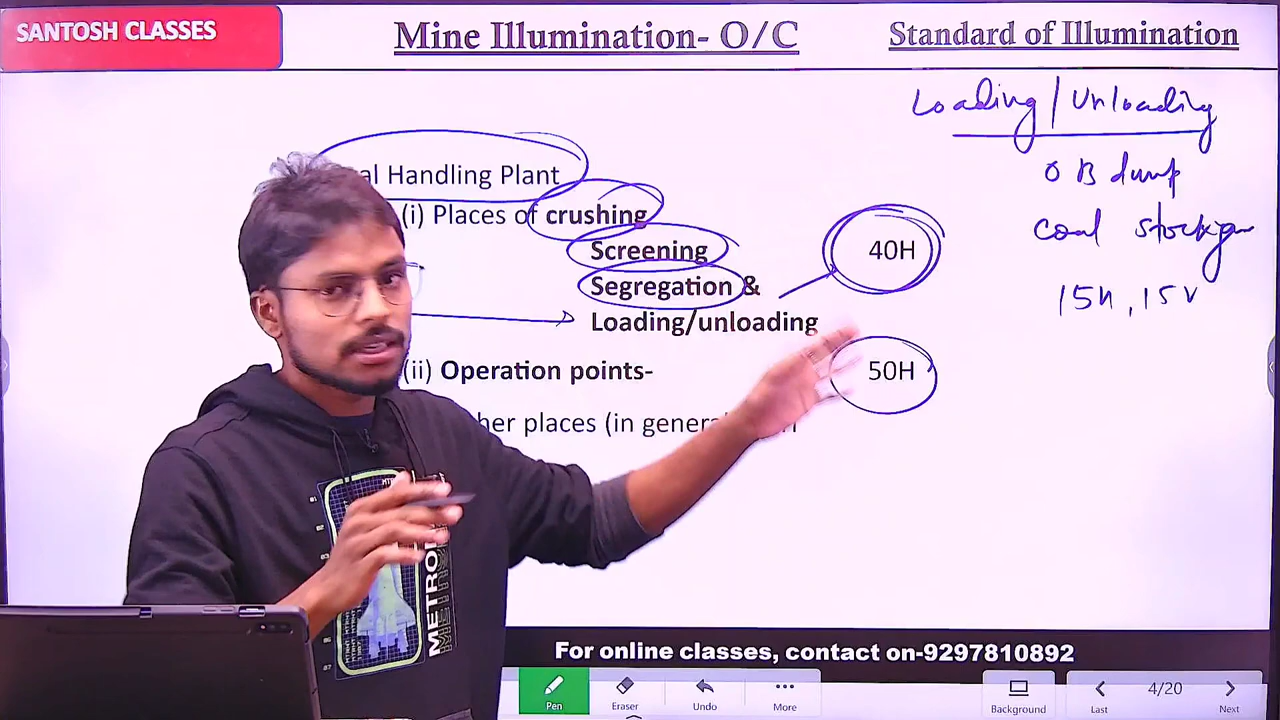 SANTOSH CLASSES
Mine Illumination- O/C
Standard of Illumination
Loading/Unloading
OB dump
coal
15H, 15V
al Handling Plant
(i) Places of crushing
Screening
Segregation &
Loading/unloading
40H
(ii) Operation points-
50H
her places (in genera
METRO
For online classes, contact on-9297810892
Pen
Eraser
Undo
More
Background
Last
4/20
Next